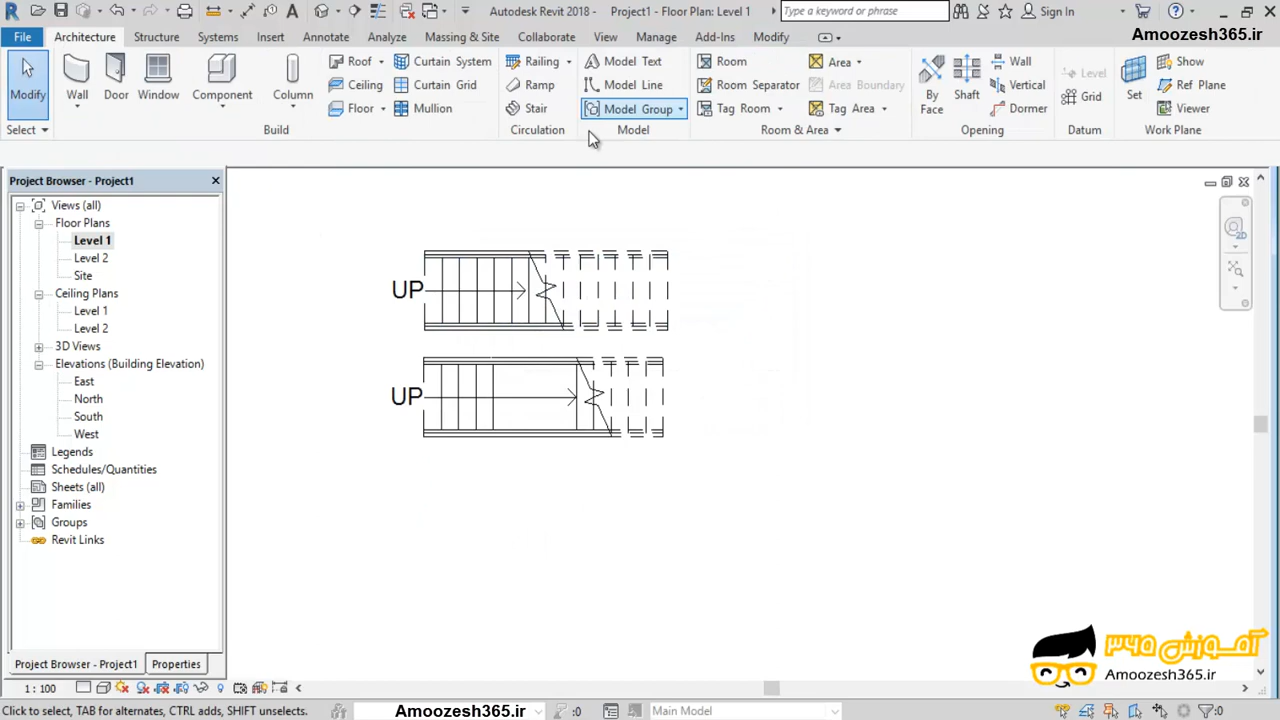 Autodesk Revit 2018 - Project1 - Floor Plan: Level 1
Type a keyword or phrase
Sign In
File Architecture Structure Systems Insert Annotate Analyze Massing & Site Collaborate View Manage Add-Ins Modify
Amoozesh365.ir
Modify
Wall
Door
Window
Component
Column
Roof
Ceiling
Floor
Curtain System
Curtain Grid
Mullion
Railing
Ramp
Stair
Model Text
Model Line
Model Group
Room
Room Separator
Tag Room
Area
Area Boundary
Tag Area
By Face
Shaft
Wall
Vertical
Dormer
Level
Grid
Set
Show
Ref Plane
Viewer
Select Build Circulation Model Room & Area Opening Datum Work Plane
Project Browser - Project1
Views (all)
Floor Plans
Level 1
Level 2
Site
Ceiling Plans
Level 1
Level 2
3D Views
Elevations (Building Elevation)
East
North
South
West
Legends
Schedules/Quantities
Sheets (all)
Families
Groups
Revit Links
2D
UP
UP
Project Browser - Project1 Properties
آمـوزش ۳۶۵
Amoozesh365.ir
1 : 100
Click to select, TAB for alternates, CTRL adds, SHIFT unselects.
Amoozesh365.ir
:0
Main Model
:0